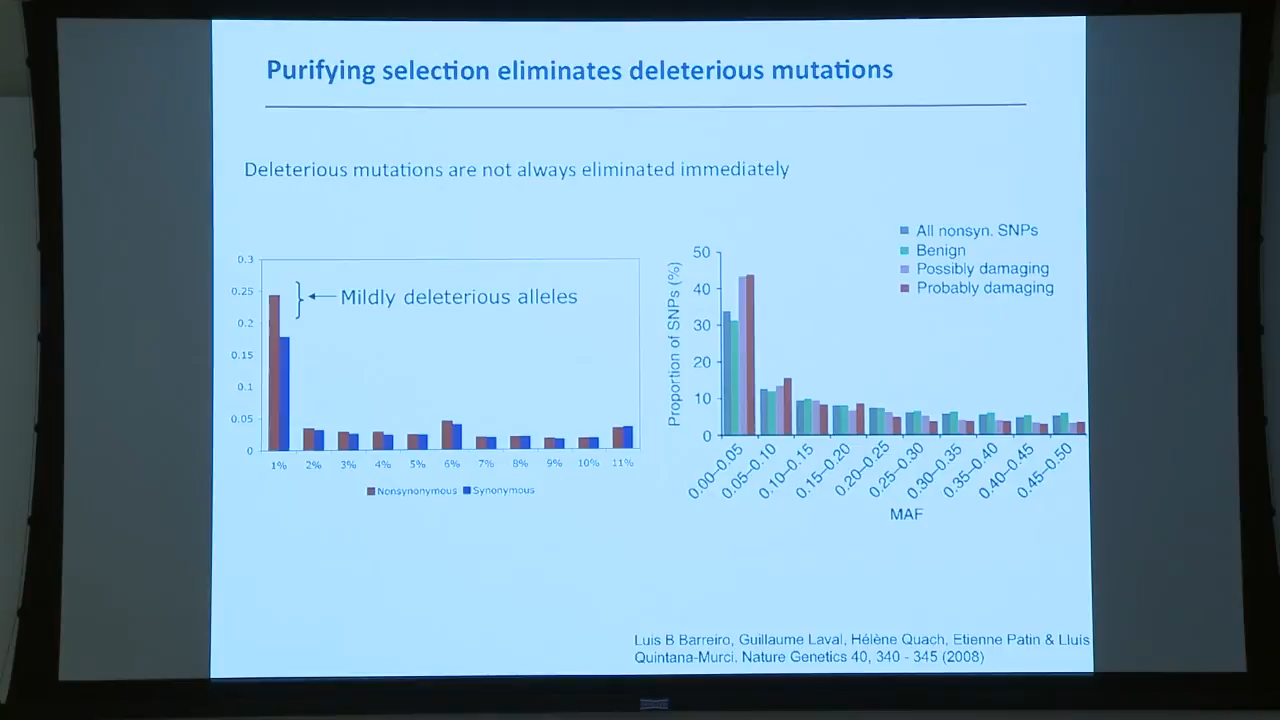 Purifying selection eliminates deleterious mutations
Deleterious mutations are not always eliminated immediately
0.3
0.25
0.2
0.15
0.1
0.05
0
Mildly deleterious alleles
1% 2% 3% 4% 5% 6% 7% 8% 9% 10% 11%
Nonsynonymous Synonymous
All nonsyn. SNPs
Benign
Possibly damaging
Probably damaging
Proportion of SNPs (%)
50
40
30
20
10
0
0.00–0.05 0.05–0.10 0.10–0.15 0.15–0.20 0.20–0.25 0.25–0.30 0.30–0.35 0.35–0.40 0.40–0.45 0.45–0.50
MAF
Luis B Barreiro, Guillaume Laval, Hélène Quach, Etienne Patin & Lluis
Quintana-Murci. Nature Genetics 40, 340 - 345 (2008)